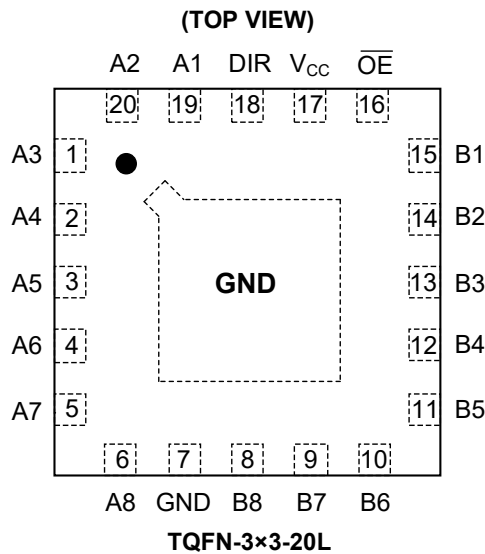 (TOP VIEW)
A2 A1 DIR V_CC O̅E̅
20 19 18 17 16
A3 1 15 B1
A4 2 14 B2
A5 3 GND 13 B3
A6 4 12 B4
A7 5 11 B5
6 7 8 9 10
A8 GND B8 B7 B6
TQFN-3×3-20L